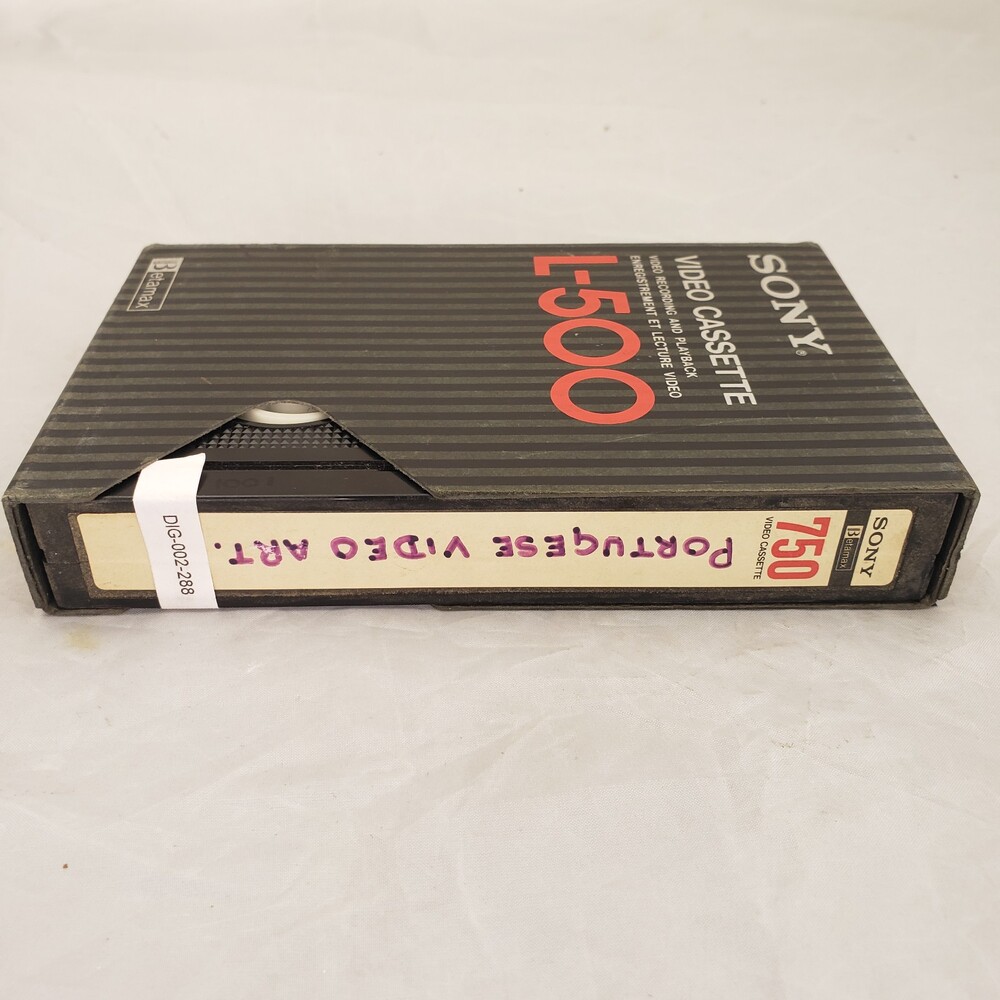 SONY®
VIDEO CASSETTE
VIDEO RECORDING AND PLAYBACK
ENREGISTREMENT ET LECTURE VIDEO
L-500
Betamax
SONY
Betamax
750
VIDEO CASSETTE
PORTUGESE VIDEO ART.
DIG-002-288